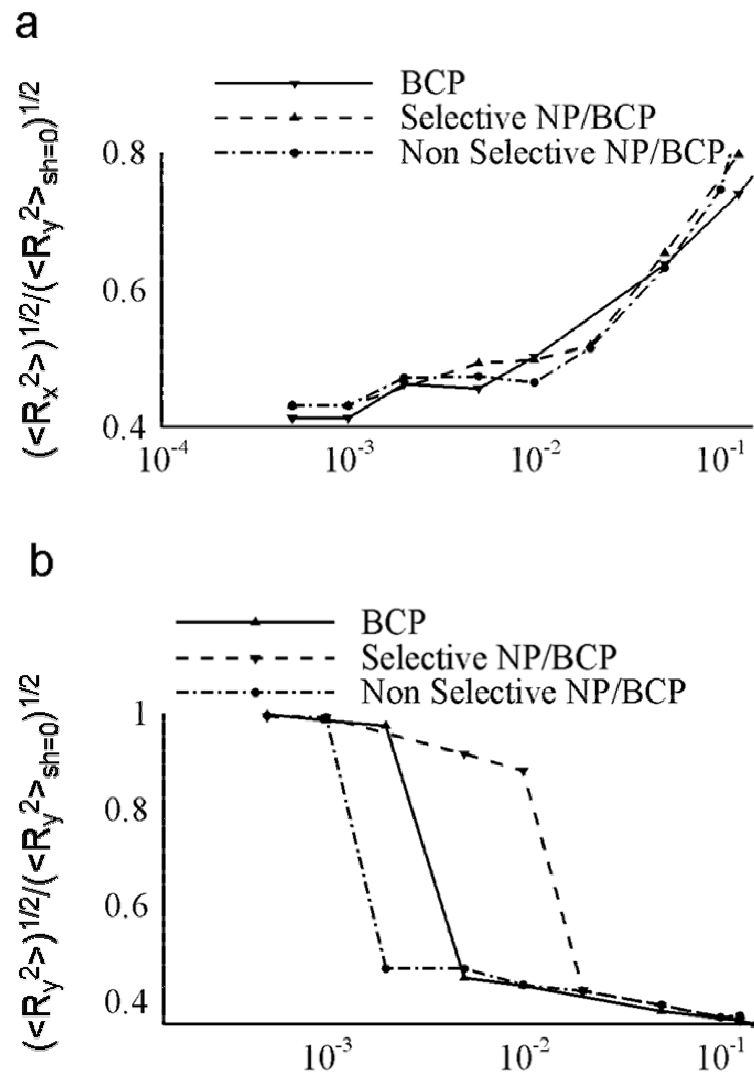 a
BCP
Selective NP/BCP
Non Selective NP/BCP
(<Rx²>)^1/2/(<Ry²>sh=0)^1/2
0.8
0.6
0.4
10⁻⁴
10⁻³
10⁻²
10⁻¹
b
BCP
Selective NP/BCP
Non Selective NP/BCP
(<Ry²>)^1/2/(<Ry²>sh=0)^1/2
1
0.8
0.6
0.4
10⁻³
10⁻²
10⁻¹